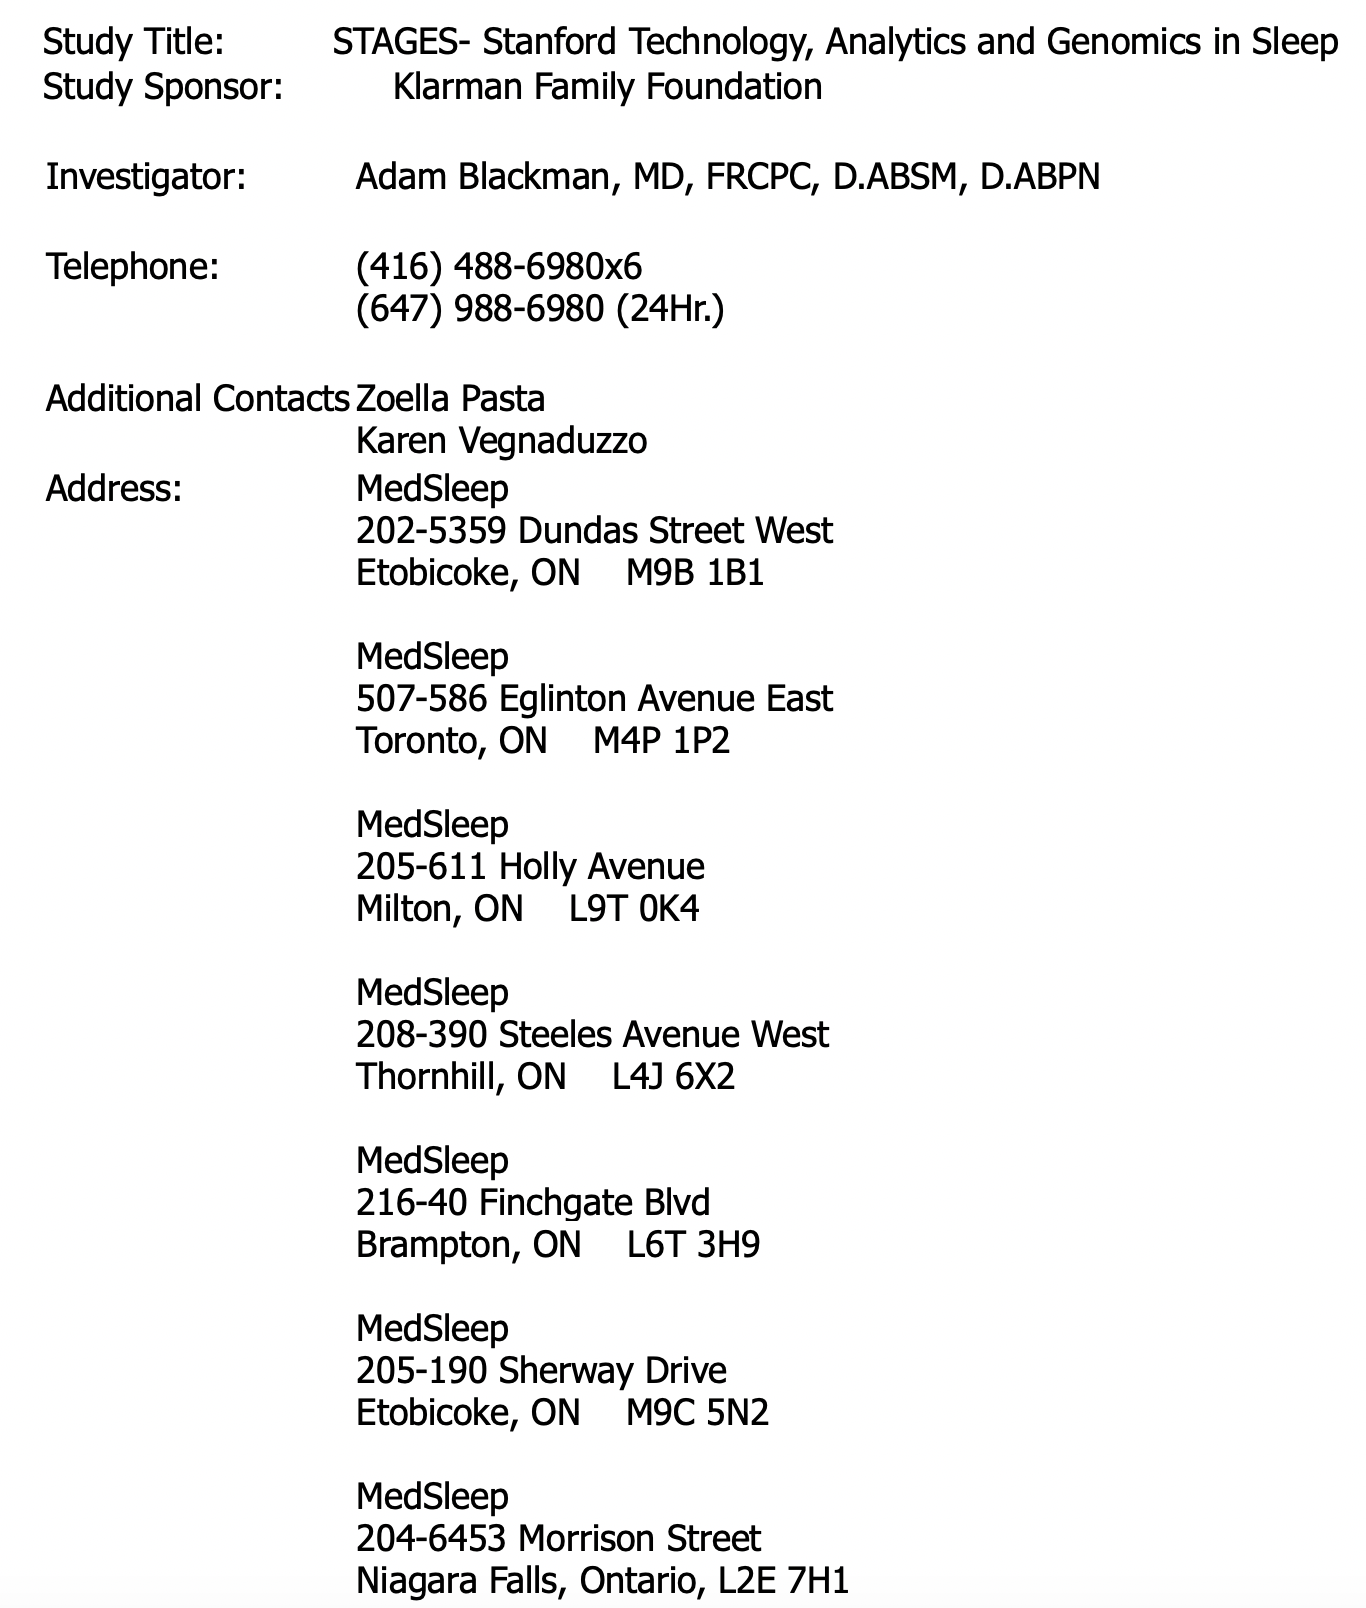 Study Title: STAGES- Stanford Technology, Analytics and Genomics in Sleep
Study Sponsor: Klarman Family Foundation
Investigator: Adam Blackman, MD, FRCPC, D.ABSM, D.ABPN
Telephone: (416) 488-6980x6
(647) 988-6980 (24Hr.)
Additional Contacts Zoella Pasta
Karen Vegnaduzzo
Address: MedSleep
202-5359 Dundas Street West
Etobicoke, ON M9B 1B1
MedSleep
507-586 Eglinton Avenue East
Toronto, ON M4P 1P2
MedSleep
205-611 Holly Avenue
Milton, ON L9T 0K4
MedSleep
208-390 Steeles Avenue West
Thornhill, ON L4J 6X2
MedSleep
216-40 Finchgate Blvd
Brampton, ON L6T 3H9
MedSleep
205-190 Sherway Drive
Etobicoke, ON M9C 5N2
MedSleep
204-6453 Morrison Street
Niagara Falls, Ontario, L2E 7H1